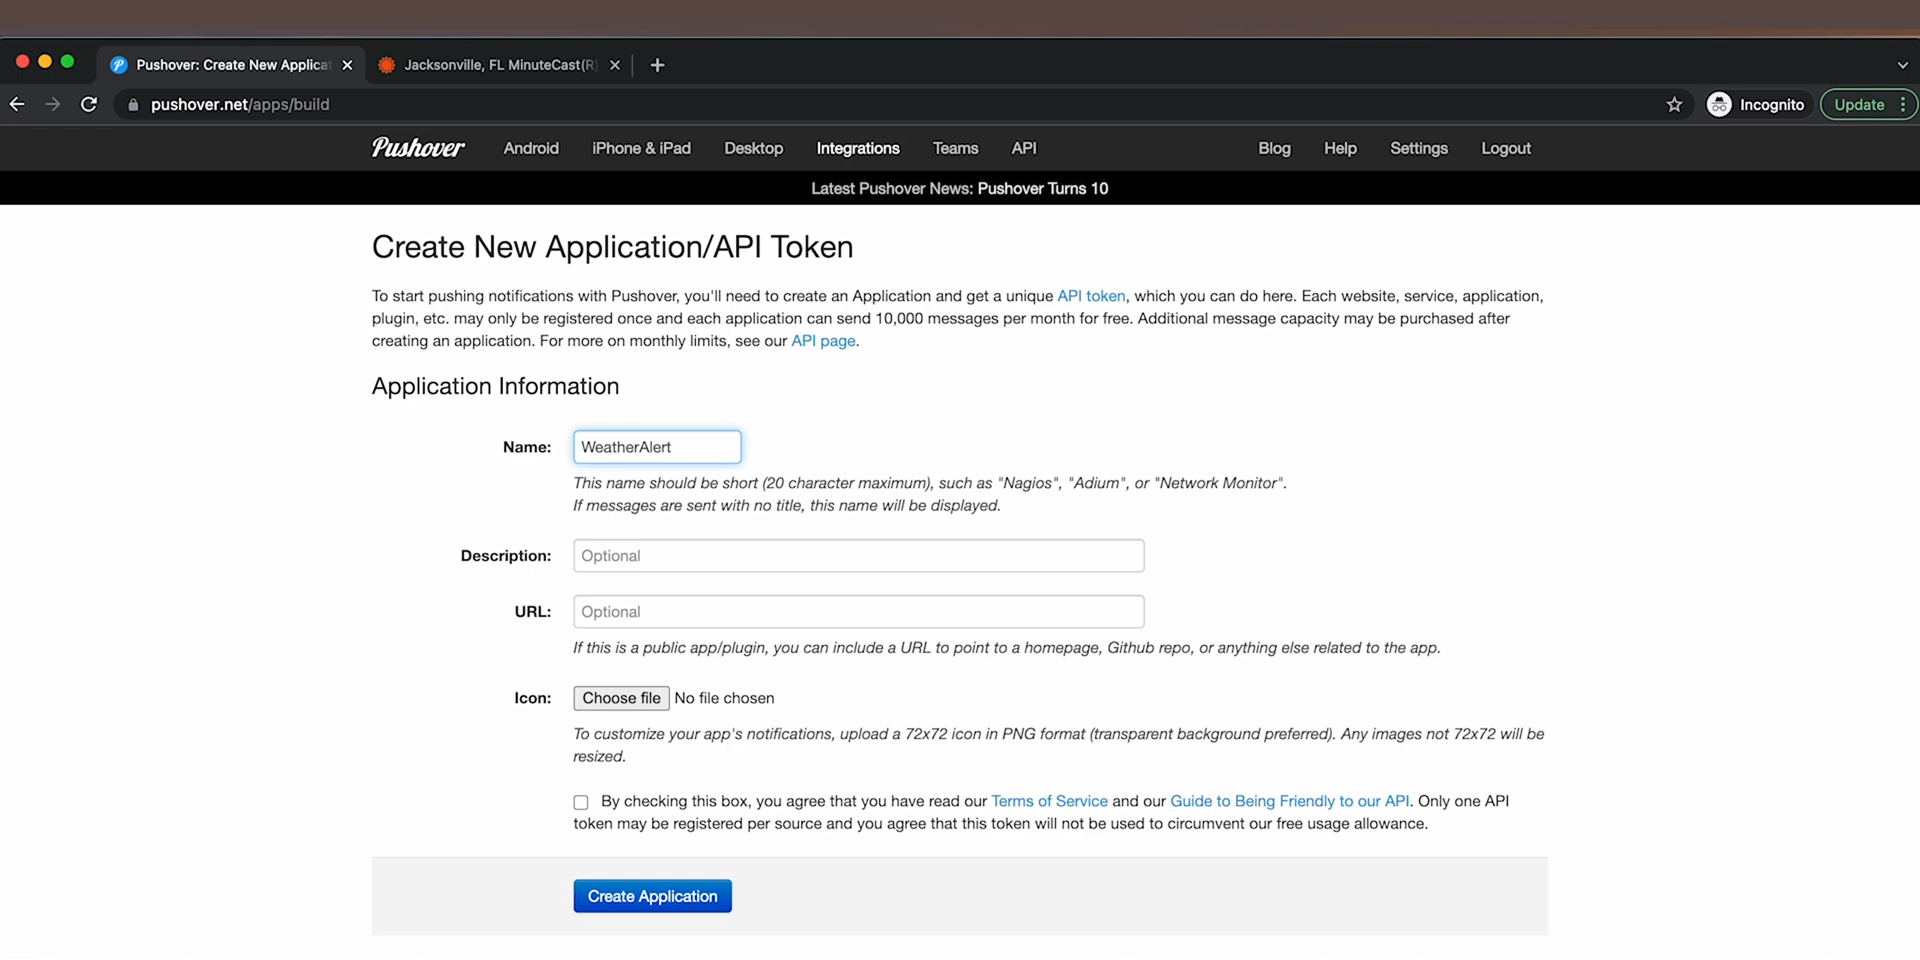 Pushover: Create New Applica
Jacksonville, FL MinuteCast(R)
pushover.net/apps/build
Incognito
Update
Pushover
Android
iPhone & iPad
Desktop
Integrations
Teams
API
Blog
Help
Settings
Logout
Latest Pushover News: Pushover Turns 10
Create New Application/API Token
To start pushing notifications with Pushover, you'll need to create an Application and get a unique API token, which you can do here. Each website, service, application,
plugin, etc. may only be registered once and each application can send 10,000 messages per month for free. Additional message capacity may be purchased after
creating an application. For more on monthly limits, see our API page.
Application Information
Name: WeatherAlert
This name should be short (20 character maximum), such as "Nagios", "Adium", or "Network Monitor".
If messages are sent with no title, this name will be displayed.
Description: Optional
URL: Optional
If this is a public app/plugin, you can include a URL to point to a homepage, Github repo, or anything else related to the app.
Icon: Choose file No file chosen
To customize your app's notifications, upload a 72x72 icon in PNG format (transparent background preferred). Any images not 72x72 will be
resized.
By checking this box, you agree that you have read our Terms of Service and our Guide to Being Friendly to our API. Only one API
token may be registered per source and you agree that this token will not be used to circumvent our free usage allowance.
Create Application